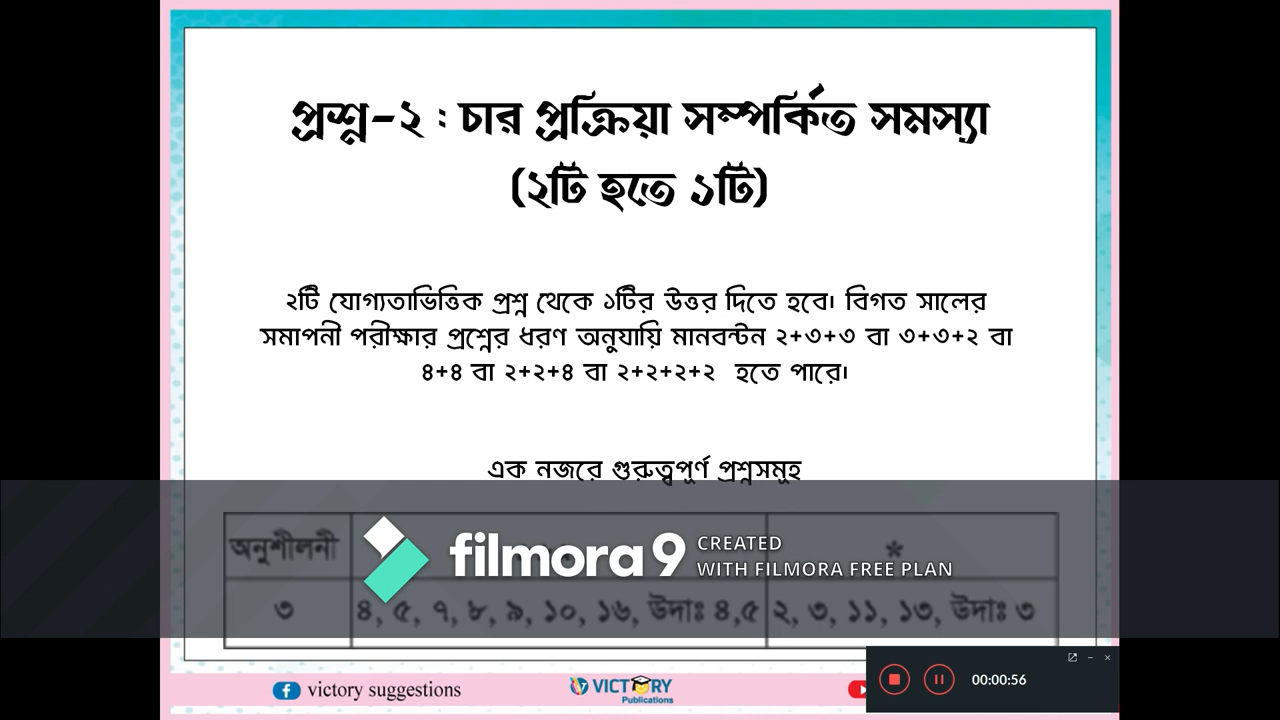 প্রশ্ন-২ : চার প্রক্রিয়া সম্পর্কিত সমস্যা
(২টি হতে ১টি)
২টি যোগ্যতাভিত্তিক প্রশ্ন থেকে ১টির উত্তর দিতে হবে। বিগত সালের
সমাপনী পরীক্ষার প্রশ্নের ধরণ অনুযায়ি মানবন্টন ২+৩+৩ বা ৩+৩+২ বা
৪+৪ বা ২+২+৪ বা ২+২+২+২ হতে পারে।
এক নজরে গুরুত্বপূর্ণ প্রশ্নসমূহ
অনুশীলনী *
filmora9 CREATED
WITH FILMORA FREE PLAN
৩ ৪, ৫, ৭, ৮, ৯, ১০, ১৬, উদাঃ ৪,৫ ২, ৩, ১১, ১৩, উদাঃ ৩
victory suggestions VICTORY
Publications
00:00:56